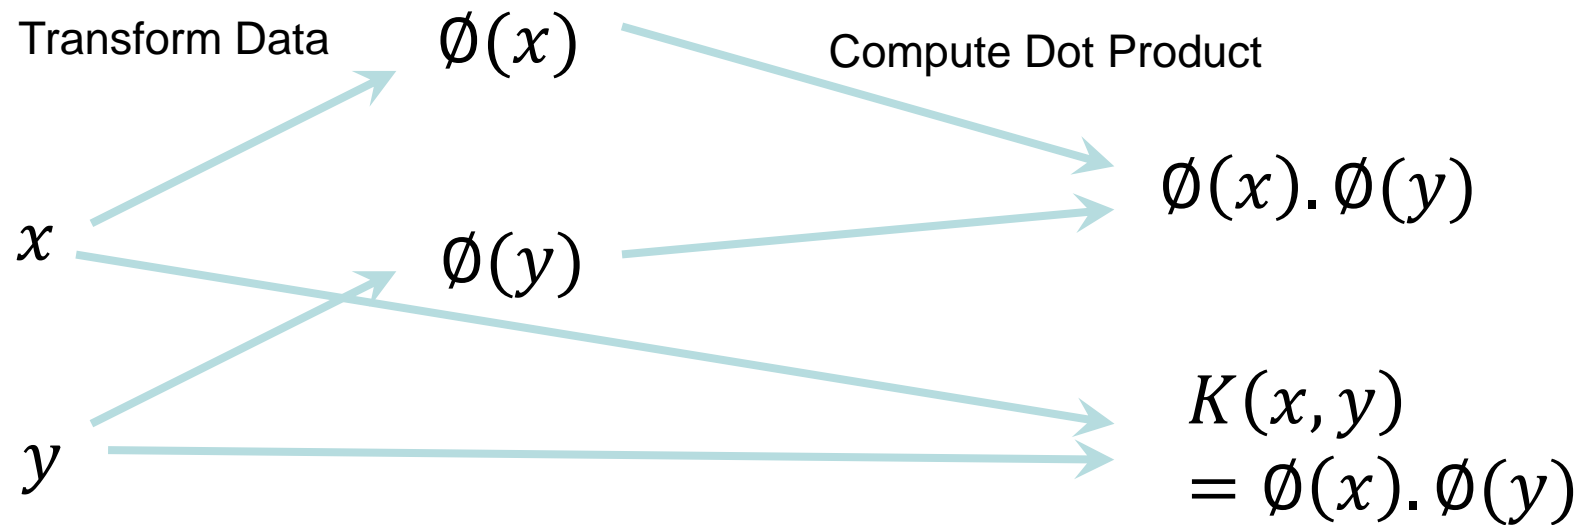 Transform Data
∅(x)
Compute Dot Product
∅(x).∅(y)
x
∅(y)
K(x,y)
= ∅(x).∅(y)
y